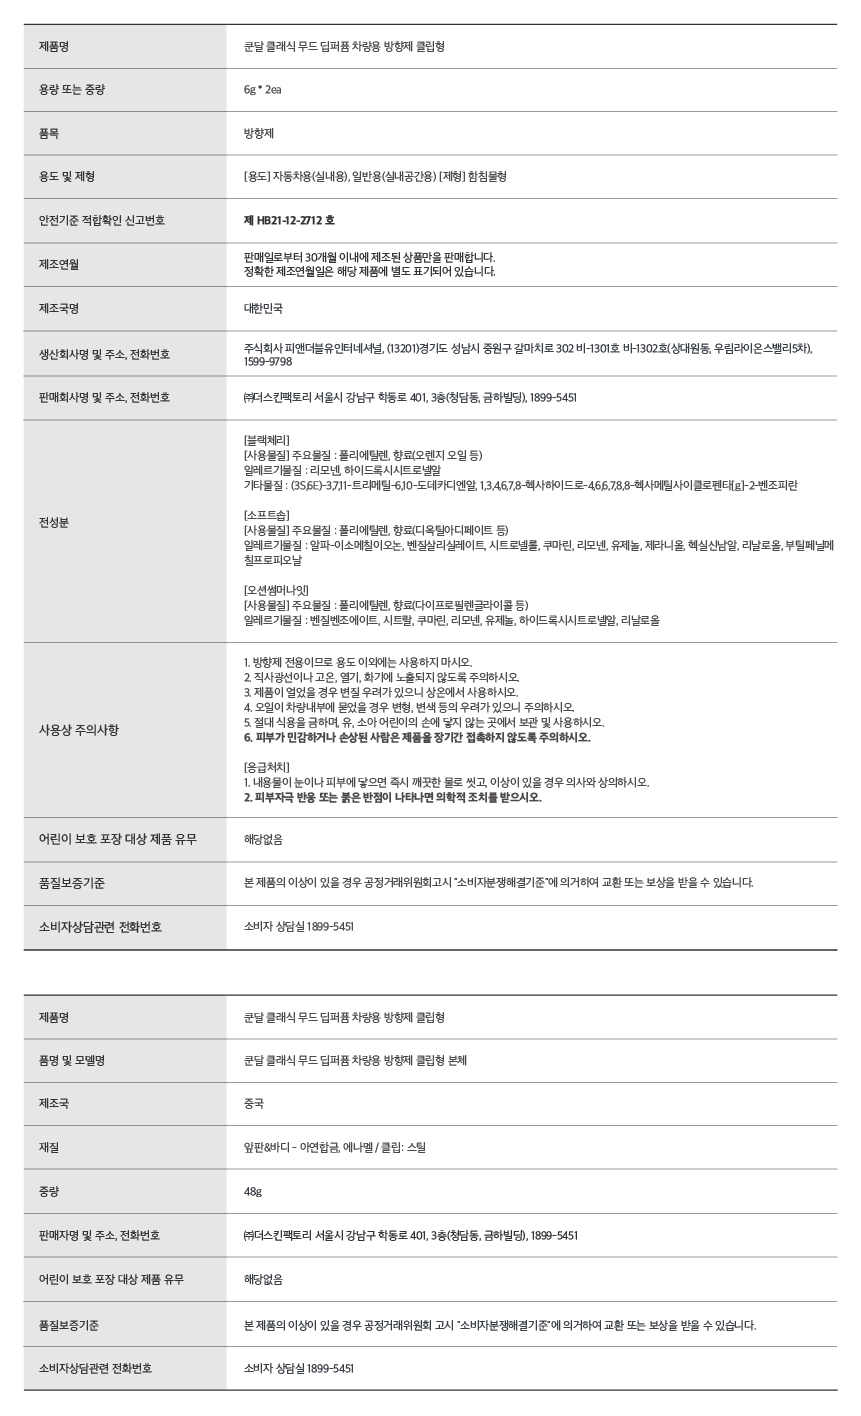 제품명
쿤달 클래식 무드 딥퍼퓸 차량용 방향제 클립형
용량 또는 중량
6g * 2ea
품목
방향제
용도 및 제형
[용도] 자동차용(실내용), 일반용(실내공간용) [제형] 함침물형
안전기준 적합확인 신고번호
제 HB21-12-2712 호
제조연월
판매일로부터 30개월 이내에 제조된 상품만을 판매합니다.
정확한 제조연월일은 해당 제품에 별도 표기되어 있습니다.
제조국명
대한민국
생산회사명 및 주소, 전화번호
주식회사 피앤더블유인터네셔널, (13201)경기도 성남시 중원구 갈마치로 302 비-1301호 비-1302호(상대원동, 우림라이온스밸리5차),
1599-9798
판매회사명 및 주소, 전화번호
㈜더스킨팩토리 서울시 강남구 학동로 401, 3층(청담동, 금하빌딩), 1899-5451
전성분
[블랙체리]
[사용물질] 주요물질 : 폴리에틸렌, 향료(오렌지 오일 등)
알레르기물질 : 리모넨, 하이드록시시트로넬알
기타물질 : (3S,6E)-3,7,11-트리메틸-6,10-도데카디엔알, 1,3,4,6,7,8-헥사하이드로-4,6,6,7,8,8-헥사메틸사이클로펜타[g]-2-벤조피란
[소프트솝]
[사용물질] 주요물질 : 폴리에틸렌, 향료(디옥틸아디페이트 등)
알레르기물질 : 알파-이소메칠이오논, 벤질살리실레이트, 시트로넬롤, 쿠마린, 리모넨, 유제놀, 제라니올, 헥실신남알, 리날로올, 부틸페닐메
칠프로피오날
[오션썸머나잇]
[사용물질] 주요물질 : 폴리에틸렌, 향료(다이프로필렌글라이콜 등)
알레르기물질 : 벤질벤조에이트, 시트랄, 쿠마린, 리모넨, 유제놀, 하이드록시시트로넬알, 리날로올
사용상 주의사항
1. 방향제 전용이므로 용도 이외에는 사용하지 마시오.
2. 직사광선이나 고온, 열기, 화기에 노출되지 않도록 주의하시오.
3. 제품이 얼었을 경우 변질 우려가 있으니 상온에서 사용하시오.
4. 오일이 차량내부에 묻었을 경우 변형, 변색 등의 우려가 있으니 주의하시오.
5. 절대 식용을 금하며, 유, 소아 어린이의 손에 닿지 않는 곳에서 보관 및 사용하시오.
6. 피부가 민감하거나 손상된 사람은 제품을 장기간 접촉하지 않도록 주의하시오.
[응급처치]
1. 내용물이 눈이나 피부에 닿으면 즉시 깨끗한 물로 씻고, 이상이 있을 경우 의사와 상의하시오.
2. 피부자극 반응 또는 붉은 반점이 나타나면 의학적 조치를 받으시오.
어린이 보호 포장 대상 제품 유무
해당없음
품질보증기준
본 제품의 이상이 있을 경우 공정거래위원회고시 "소비자분쟁해결기준"에 의거하여 교환 또는 보상을 받을 수 있습니다.
소비자상담관련 전화번호
소비자 상담실 1899-5451
제품명
쿤달 클래식 무드 딥퍼퓸 차량용 방향제 클립형
품명 및 모델명
쿤달 클래식 무드 딥퍼퓸 차량용 방향제 클립형 본체
제조국
중국
재질
앞판&바디 - 아연합금, 에나멜 / 클립: 스틸
중량
48g
판매자명 및 주소, 전화번호
㈜더스킨팩토리 서울시 강남구 학동로 401, 3층(청담동, 금하빌딩), 1899-5451
어린이 보호 포장 대상 제품 유무
해당없음
품질보증기준
본 제품의 이상이 있을 경우 공정거래위원회 고시 "소비자분쟁해결기준"에 의거하여 교환 또는 보상을 받을 수 있습니다.
소비자상담관련 전화번호
소비자 상담실 1899-5451